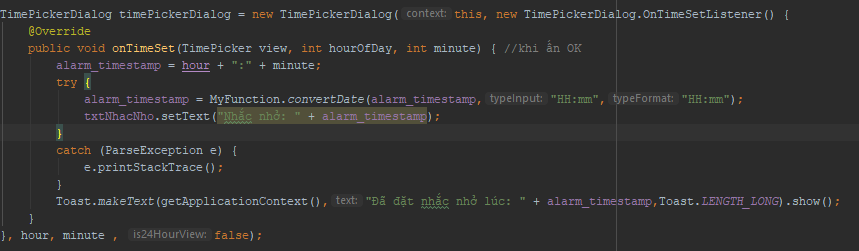 TimePickerDialog timePickerDialog = new TimePickerDialog( context: this, new TimePickerDialog.OnTimeSetListener() {
@Override
public void onTimeSet(TimePicker view, int hourOfDay, int minute) { //khi ấn OK
alarm_timestamp = hour + ":" + minute;
try {
alarm_timestamp = MyFunction.convertDate(alarm_timestamp, typeInput: "HH:mm", typeFormat: "HH:mm");
txtNhacNho.setText("Nhắc nhở: " + alarm_timestamp);
}
catch (ParseException e) {
e.printStackTrace();
}
Toast.makeText(getApplicationContext(), text: "Đã đặt nhắc nhở lúc: " + alarm_timestamp,Toast.LENGTH_LONG).show();
}
}, hour, minute , is24HourView: false);